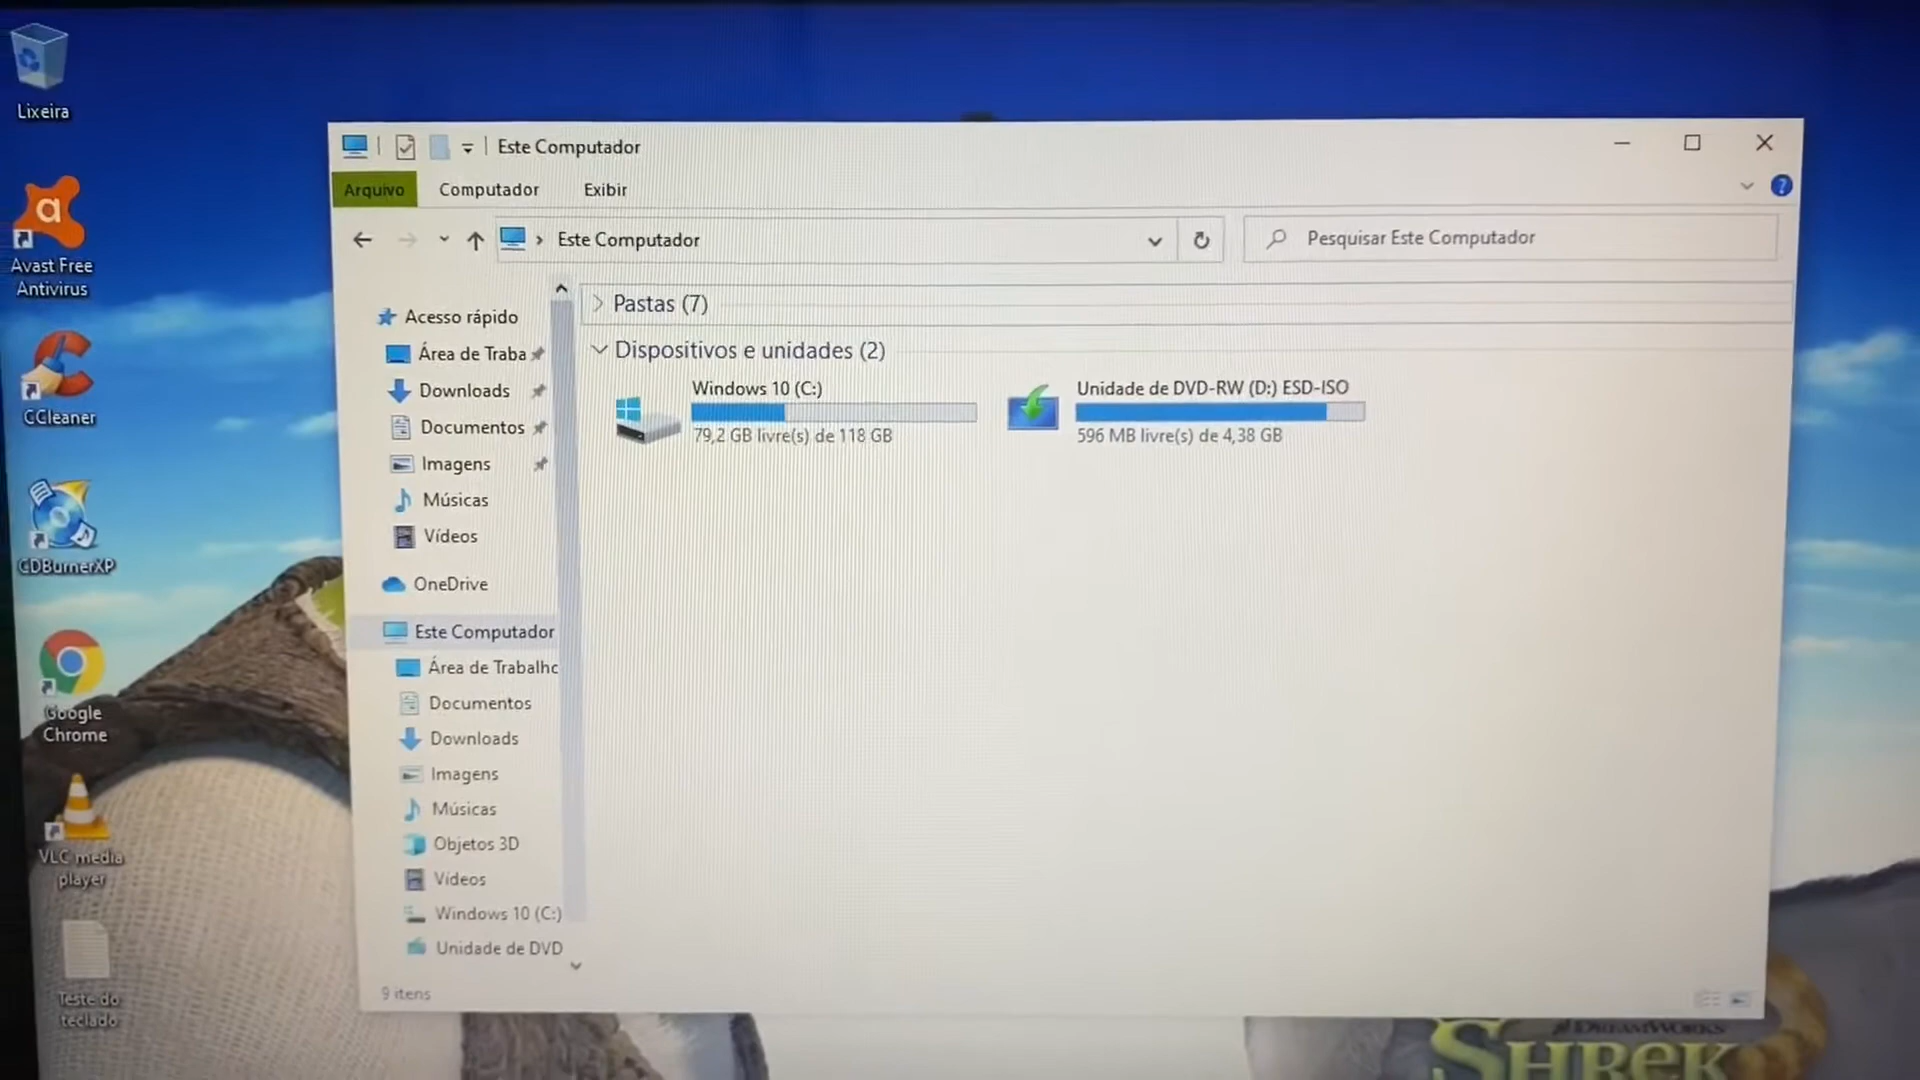 Lixeira
Avast Free
Antivirus
CCleaner
CDBurnerXP
Google
Chrome
VLC media
player
Teste do
teclado
Este Computador
Arquivo
Computador
Exibir
?
Este Computador
Pesquisar Este Computador
Acesso rápido
Área de Traba
Downloads
Documentos
Imagens
Músicas
Vídeos
OneDrive
Este Computador
Área de Trabalho
Documentos
Downloads
Imagens
Músicas
Objetos 3D
Vídeos
Windows 10 (C:)
Unidade de DVD
9 itens
Pastas (7)
Dispositivos e unidades (2)
Windows 10 (C:)
79,2 GB livre(s) de 118 GB
Unidade de DVD-RW (D:) ESD-ISO
596 MB livre(s) de 4,38 GB
DREAMWORKS
SHREK